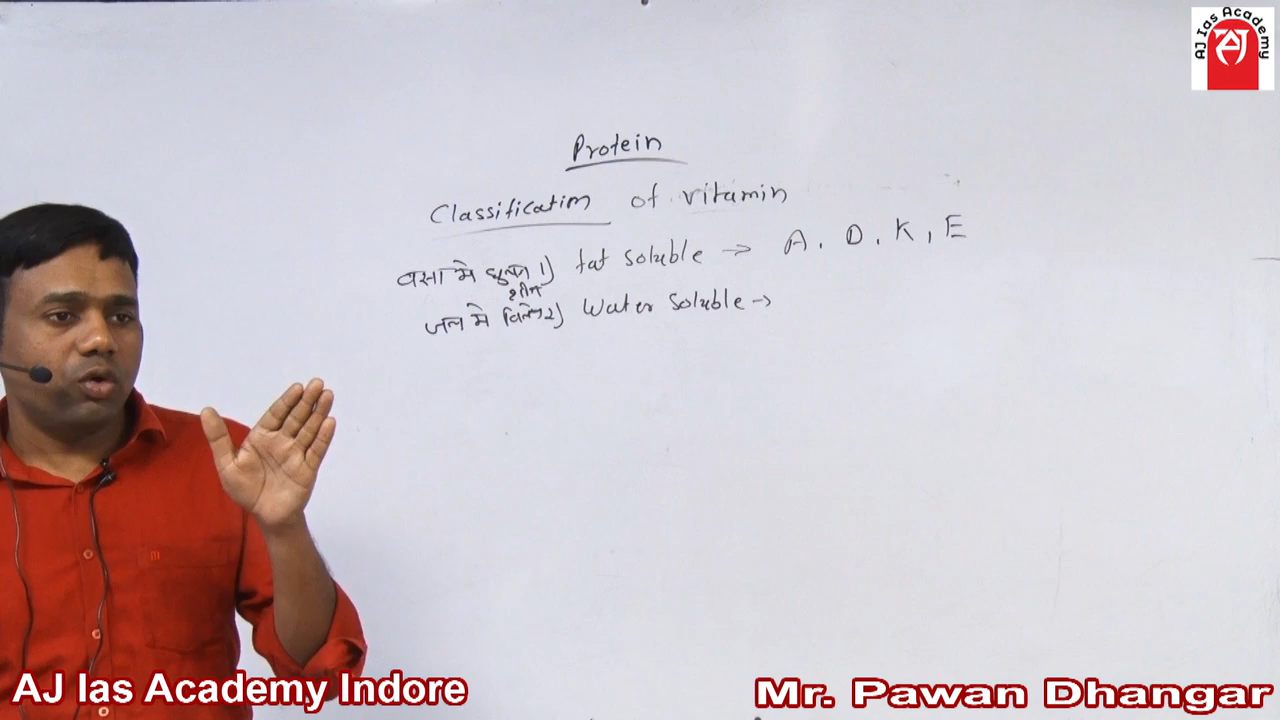 AJ Ias Academy
Protein
Classification of vitamin
वसा में घुलन 1) fat soluble → A, D, K, E
शील
जल में 2) Water soluble →
AJ Ias Academy Indore
Mr. Pawan Dhangar